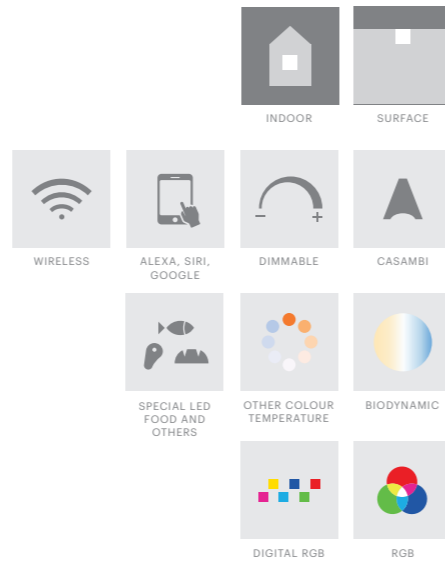 INDOOR
SURFACE
WIRELESS
ALEXA, SIRI,
GOOGLE
DIMMABLE
CASAMBI
SPECIAL LED
FOOD AND
OTHERS
OTHER COLOUR
TEMPERATURE
BIODYNAMIC
DIGITAL RGB
RGB